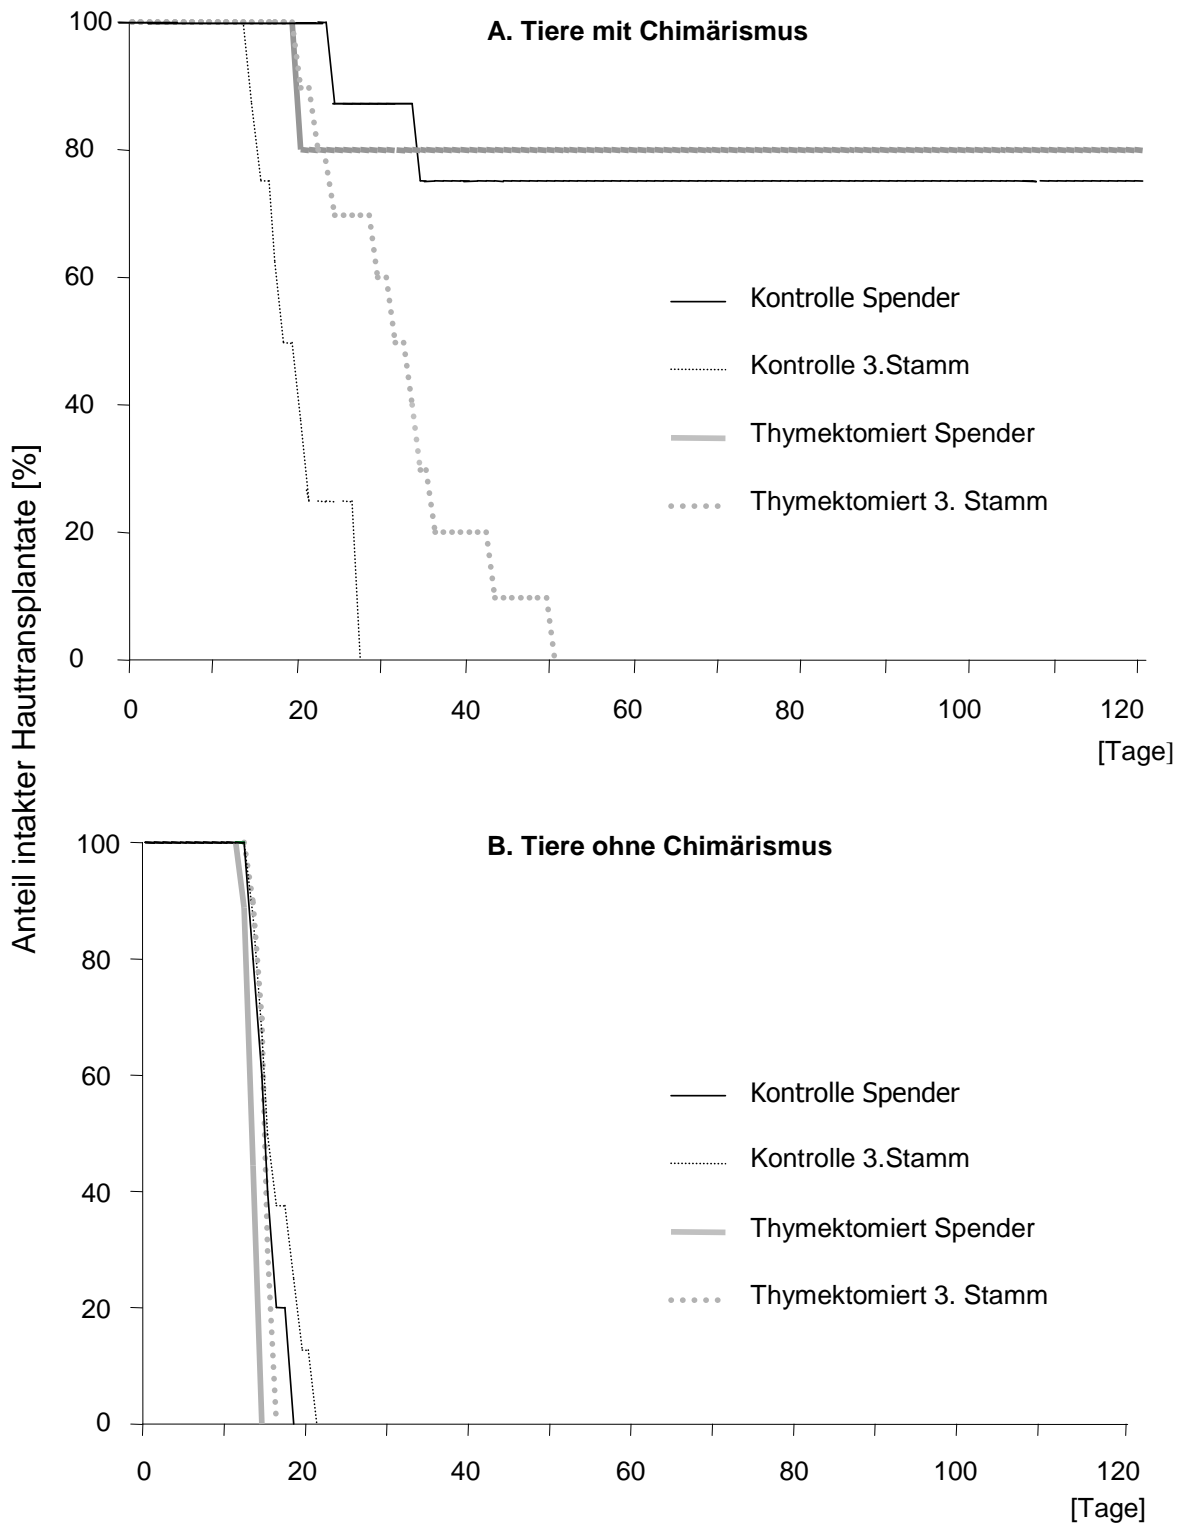 A. Tiere mit Chimärismus
100
80
60
40
20
0
Kontrolle Spender
Kontrolle 3.Stamm
Thymektomiert Spender
Thymektomiert 3. Stamm
0 20 40 60 80 100 120
[Tage]
Anteil intakter Hauttransplantate [%]
B. Tiere ohne Chimärismus
100
80
60
40
20
0
Kontrolle Spender
Kontrolle 3.Stamm
Thymektomiert Spender
Thymektomiert 3. Stamm
0 20 40 60 80 100 120
[Tage]